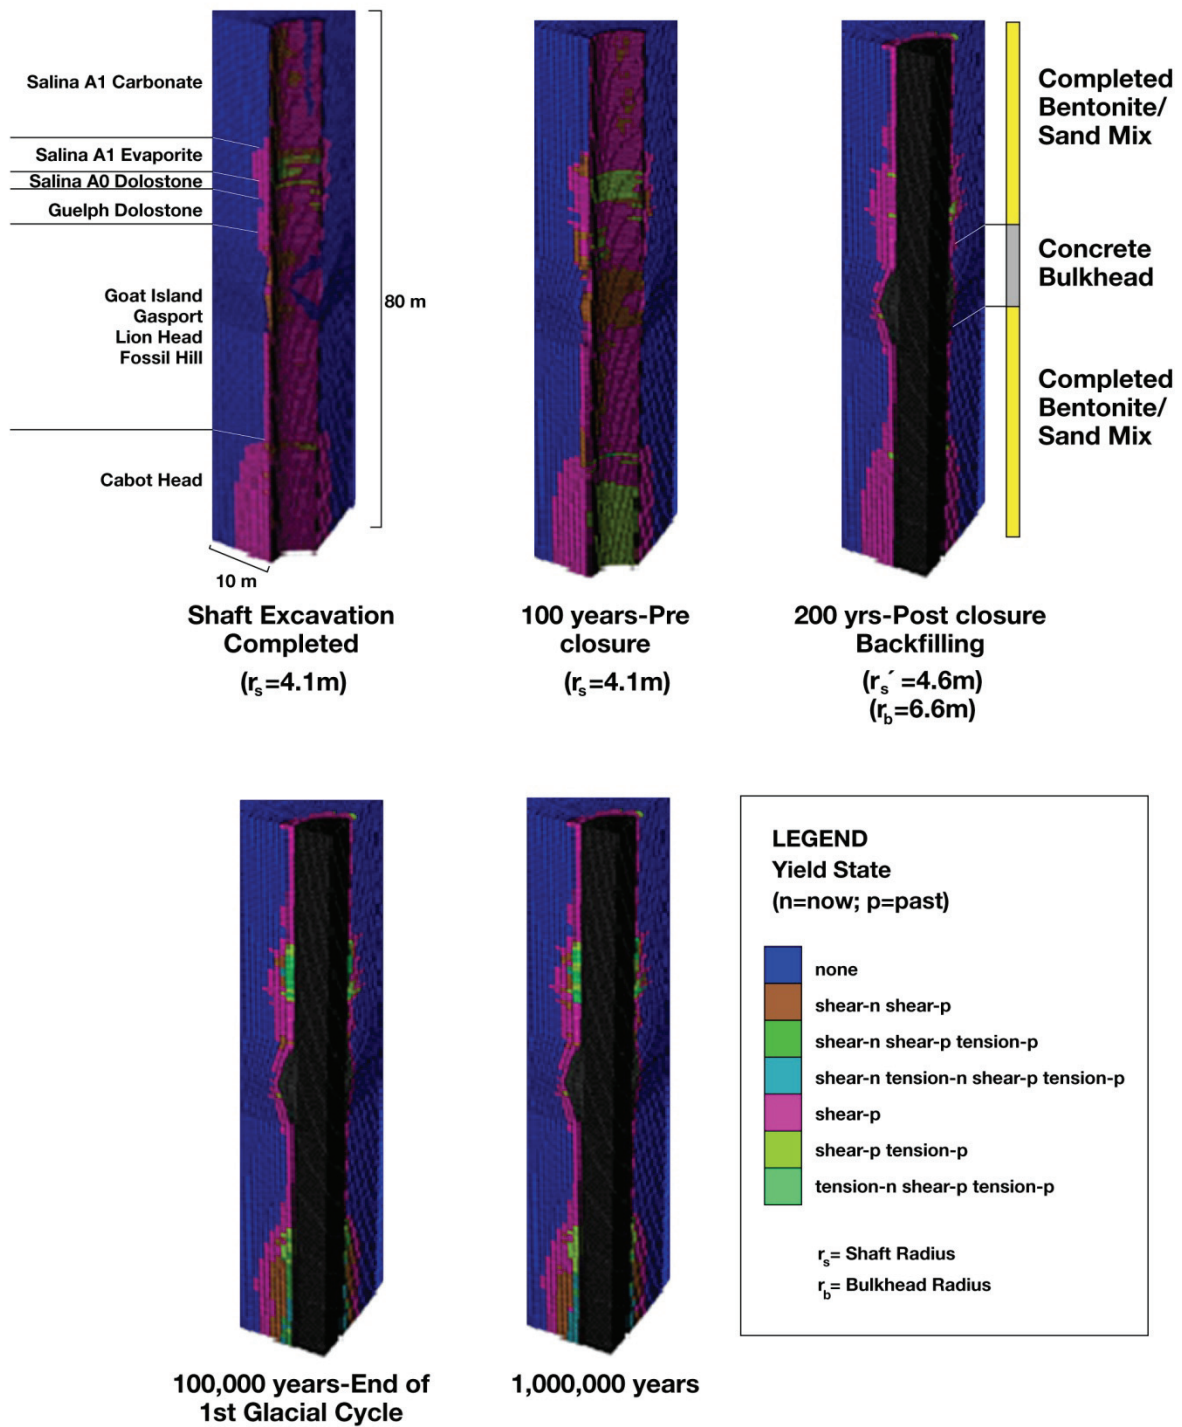 Salina A1 Carbonate
Salina A1 Evaporite
Salina A0 Dolostone
Guelph Dolostone
Goat Island
Gasport
Lion Head
Fossil Hill
Cabot Head
80 m
10 m
Shaft Excavation
Completed
(rs=4.1m)
100 years-Pre
closure
(rs=4.1m)
200 yrs-Post closure
Backfilling
(rs´ =4.6m)
(rb=6.6m)
Completed
Bentonite/
Sand Mix
Concrete
Bulkhead
Completed
Bentonite/
Sand Mix
100,000 years-End of
1st Glacial Cycle
1,000,000 years
LEGEND
Yield State
(n=now; p=past)
none
shear-n shear-p
shear-n shear-p tension-p
shear-n tension-n shear-p tension-p
shear-p
shear-p tension-p
tension-n shear-p tension-p
rs= Shaft Radius
rb= Bulkhead Radius